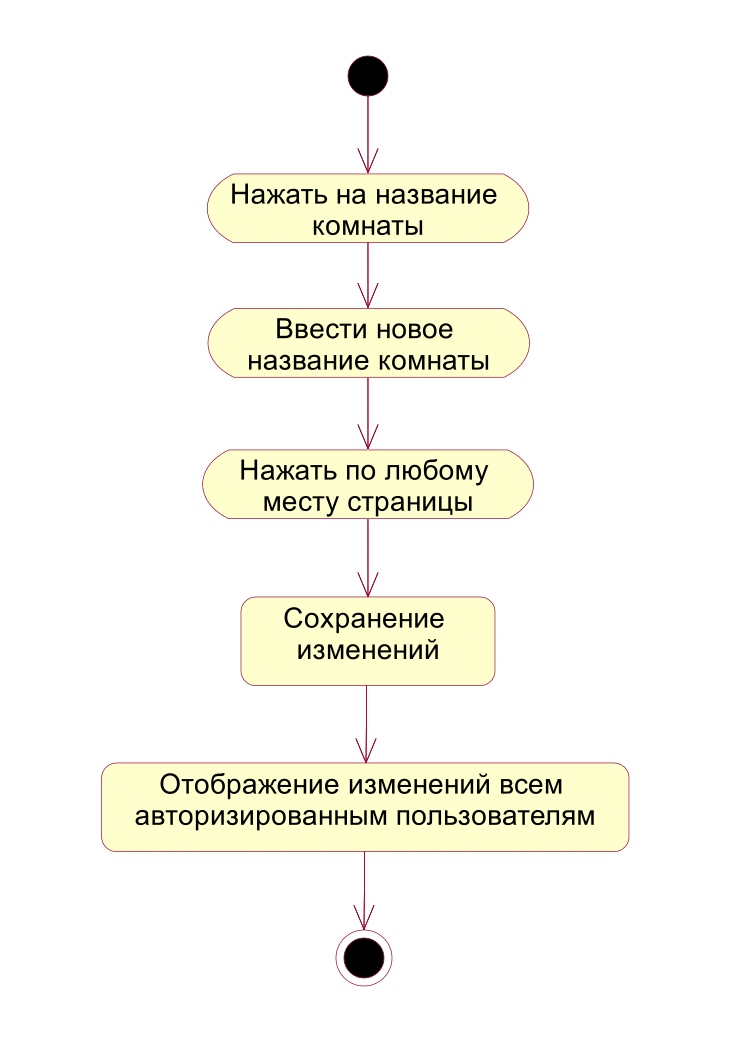 Нажать на название
комнаты
Ввести новое
название комнаты
Нажать по любому
месту страницы
Сохранение
изменений
Отображение изменений всем
авторизированным пользователям